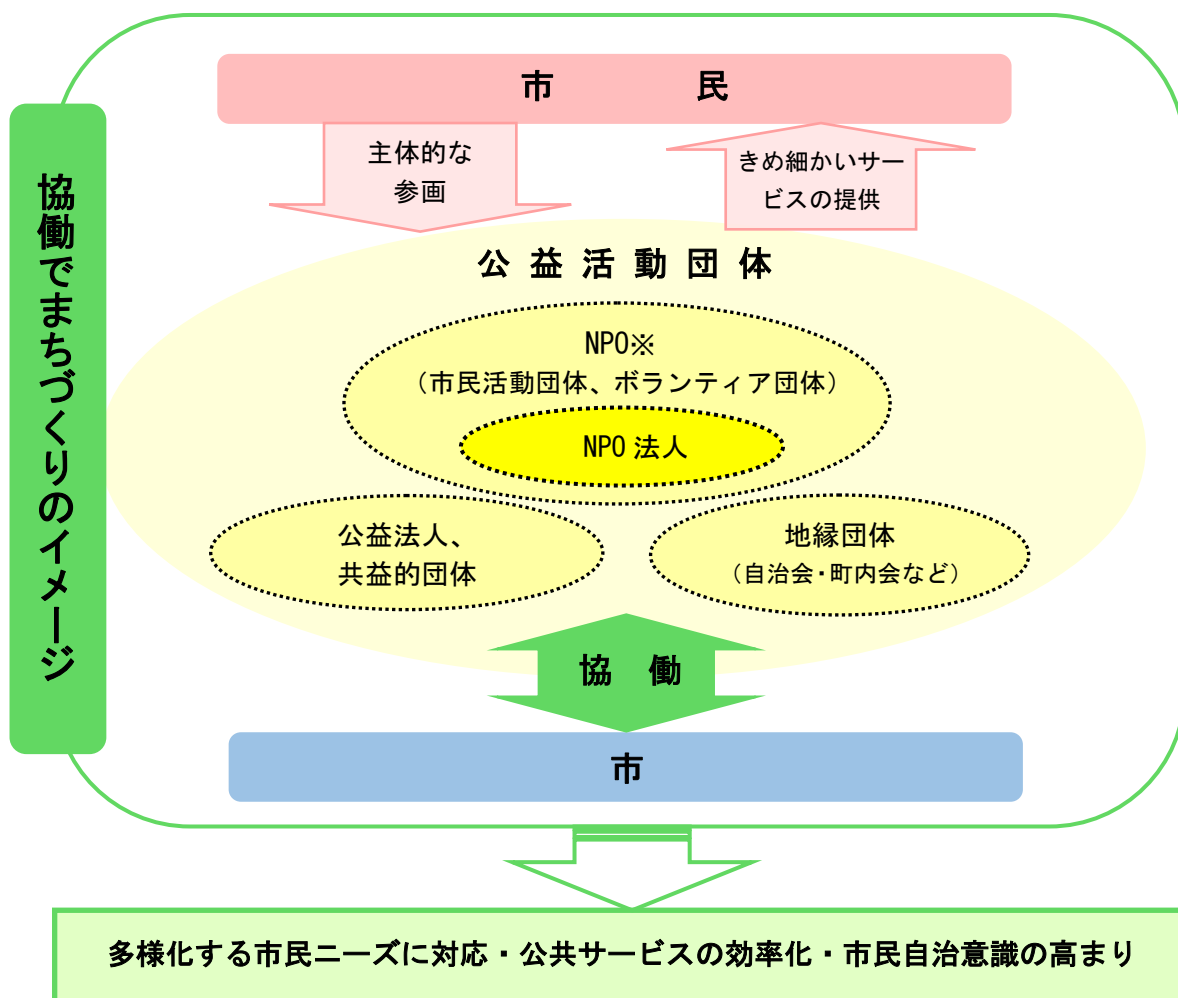 協働でまちづくりのイメージ
市　　　　民
主体的な
参画
きめ細かいサー
ビスの提供
公 益 活 動 団 体
NPO※
（市民活動団体、ボランティア団体）
NPO 法人
公益法人、
共益的団体
地縁団体
（自治会・町内会など）
協　働
市
多様化する市民ニーズに対応・公共サービスの効率化・市民自治意識の高まり